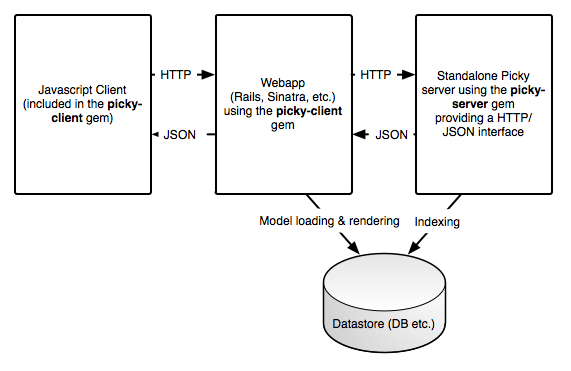 Javascript Client
(included in the picky-
client gem)
HTTP
JSON
Webapp
(Rails, Sinatra, etc.)
using the picky-client
gem
HTTP
JSON
Standalone Picky
server using the picky-
server gem
providing a HTTP/
JSON interface
Model loading & rendering
Indexing
Datastore (DB etc.)